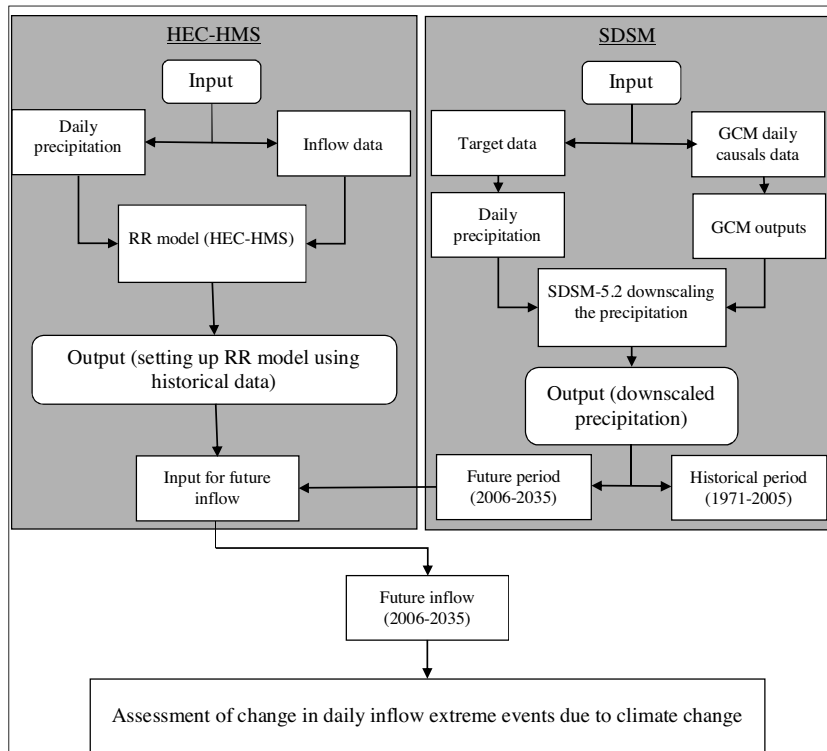 HEC-HMS
Input
Daily
precipitation
Inflow data
RR model (HEC-HMS)
Output (setting up RR model using
historical data)
Input for future
inflow
SDSM
Input
Target data
GCM daily
causals data
Daily
precipitation
GCM outputs
SDSM-5.2 downscaling
the precipitation
Output (downscaled
precipitation)
Future period
(2006-2035)
Historical period
(1971-2005)
Future inflow
(2006-2035)
Assessment of change in daily inflow extreme events due to climate change